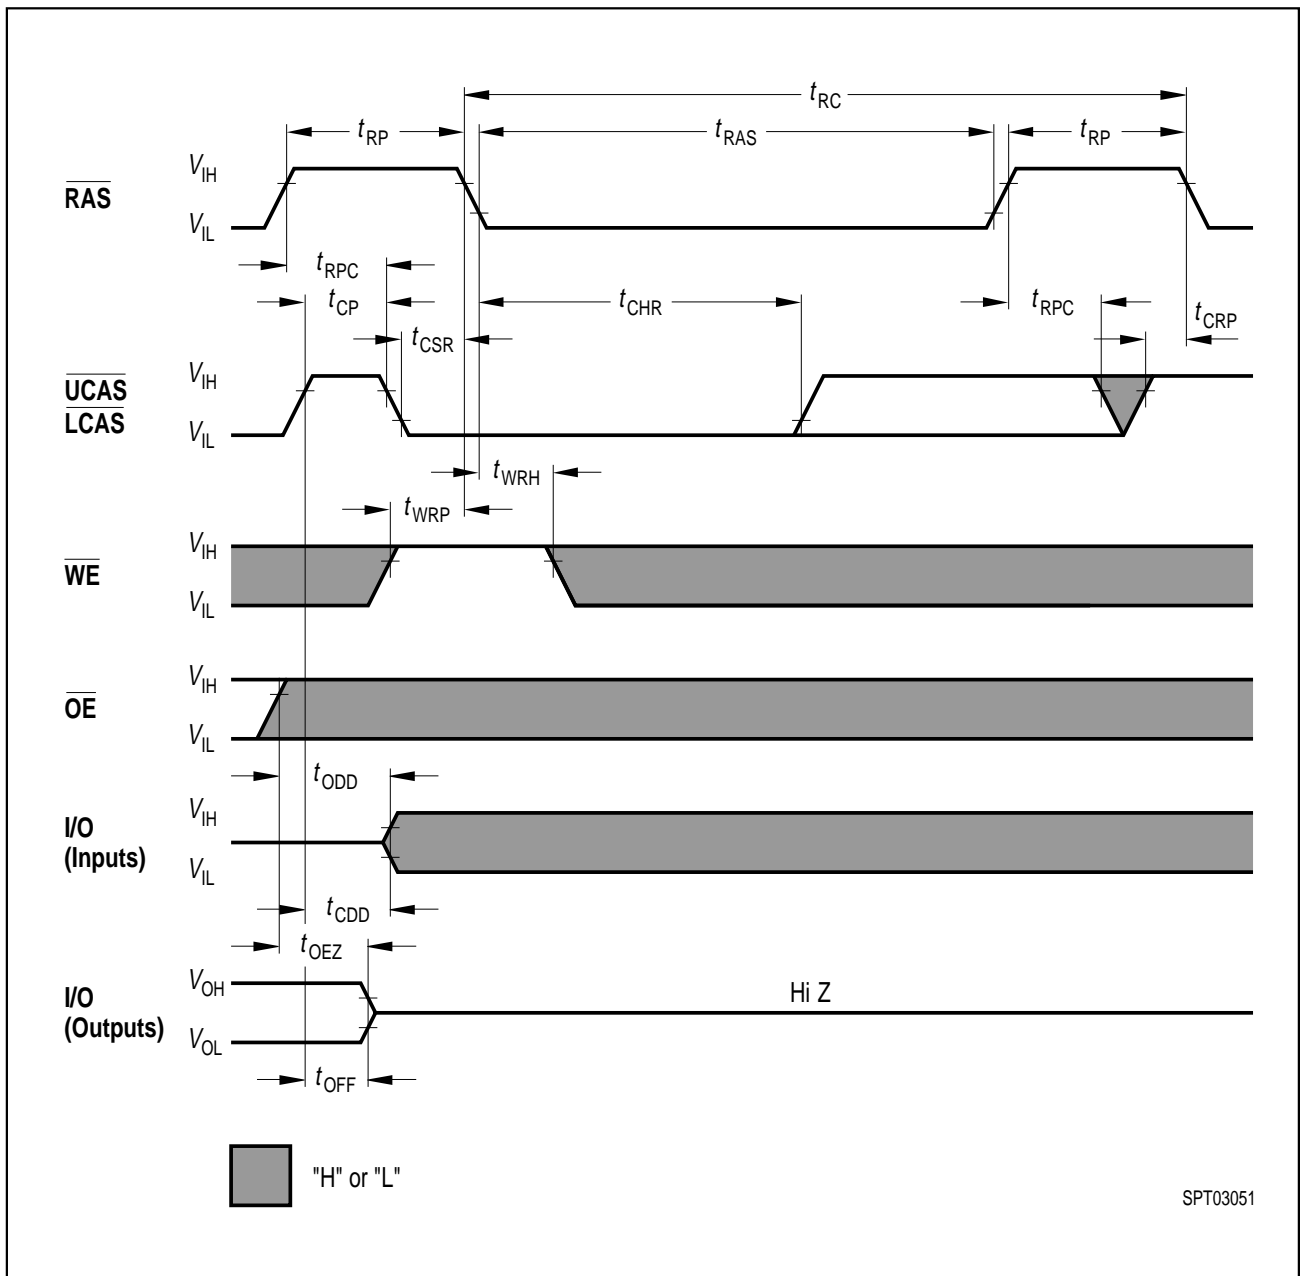 tRC
tRP
tRAS
tRP
RAS
VIH
VIL
tRPC
tCP
tCHR
tRPC
tCRP
tCSR
UCAS
LCAS
VIH
VIL
tWRH
tWRP
WE
VIH
VIL
OE
VIH
VIL
tODD
I/O
(Inputs)
VIH
VIL
tCDD
tOEZ
I/O
(Outputs)
VOH
VOL
Hi Z
tOFF
"H" or "L"
SPT03051